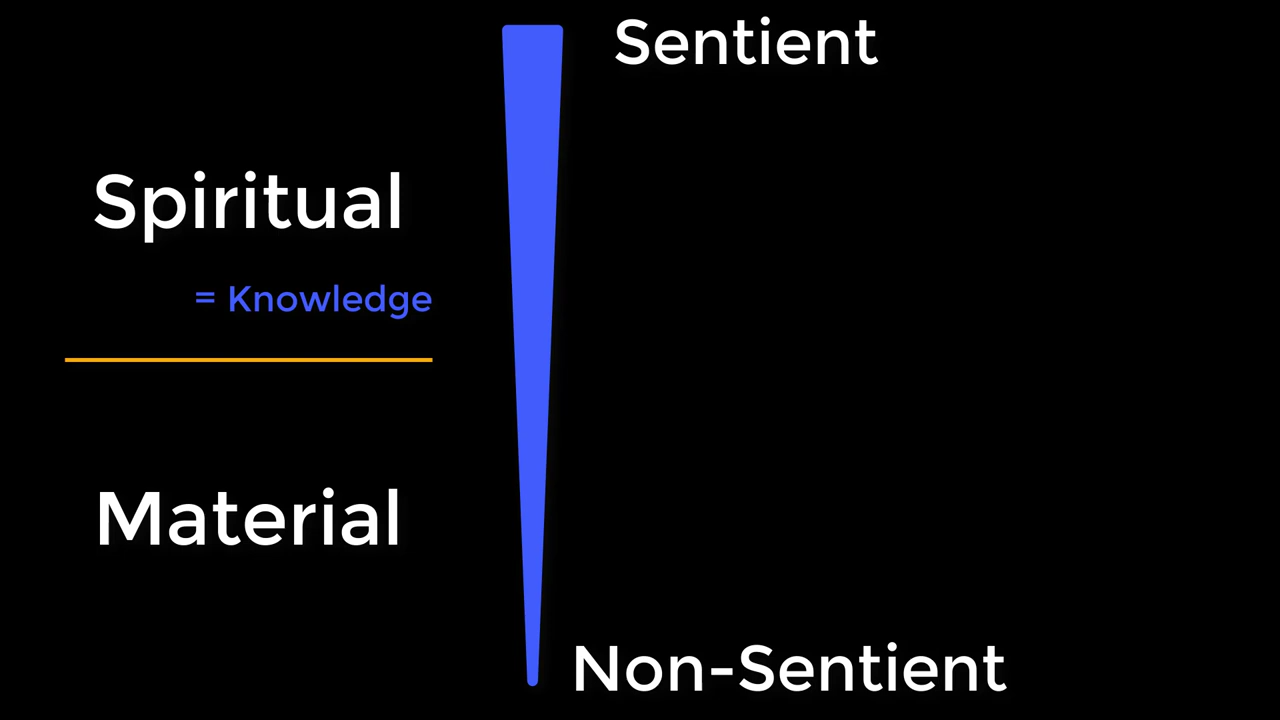 Sentient
Spiritual
= Knowledge
Material
Non-Sentient